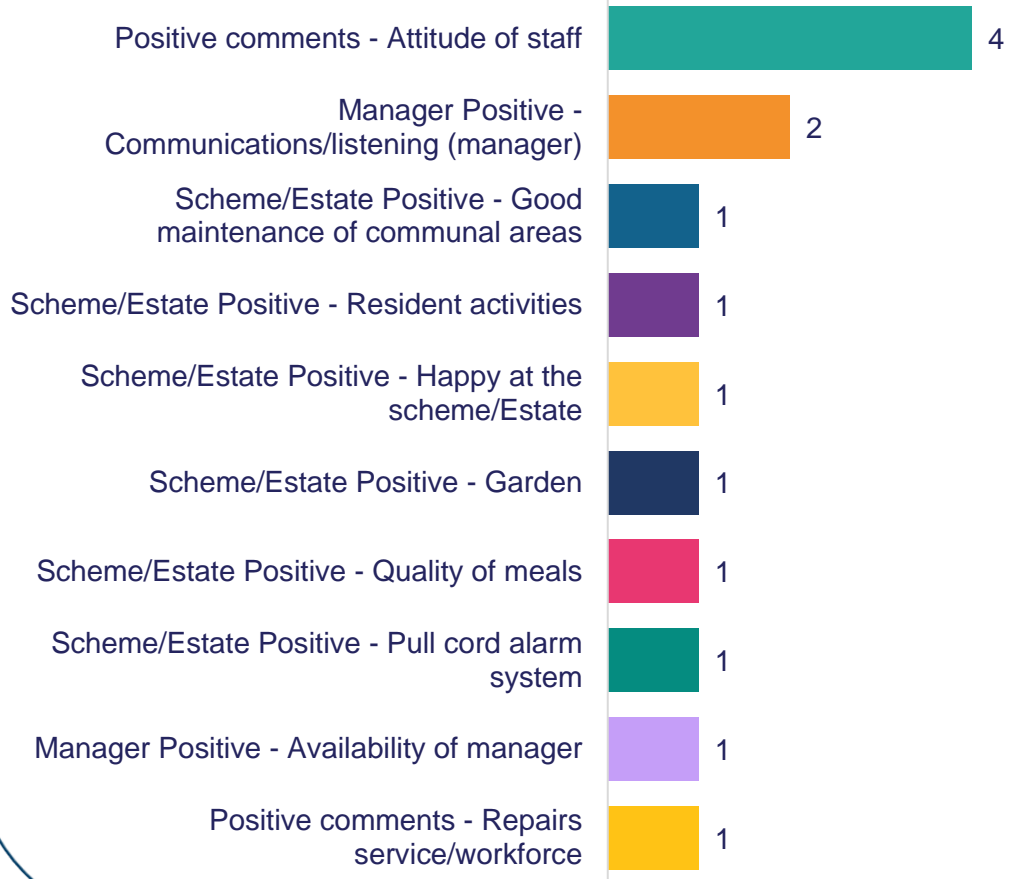 Positive comments - Attitude of staff
4
Manager Positive -
Communications/listening (manager)
2
Scheme/Estate Positive - Good
maintenance of communal areas
1
Scheme/Estate Positive - Resident activities
1
Scheme/Estate Positive - Happy at the
scheme/Estate
1
Scheme/Estate Positive - Garden
1
Scheme/Estate Positive - Quality of meals
1
Scheme/Estate Positive - Pull cord alarm
system
1
Manager Positive - Availability of manager
1
Positive comments - Repairs
service/workforce
1